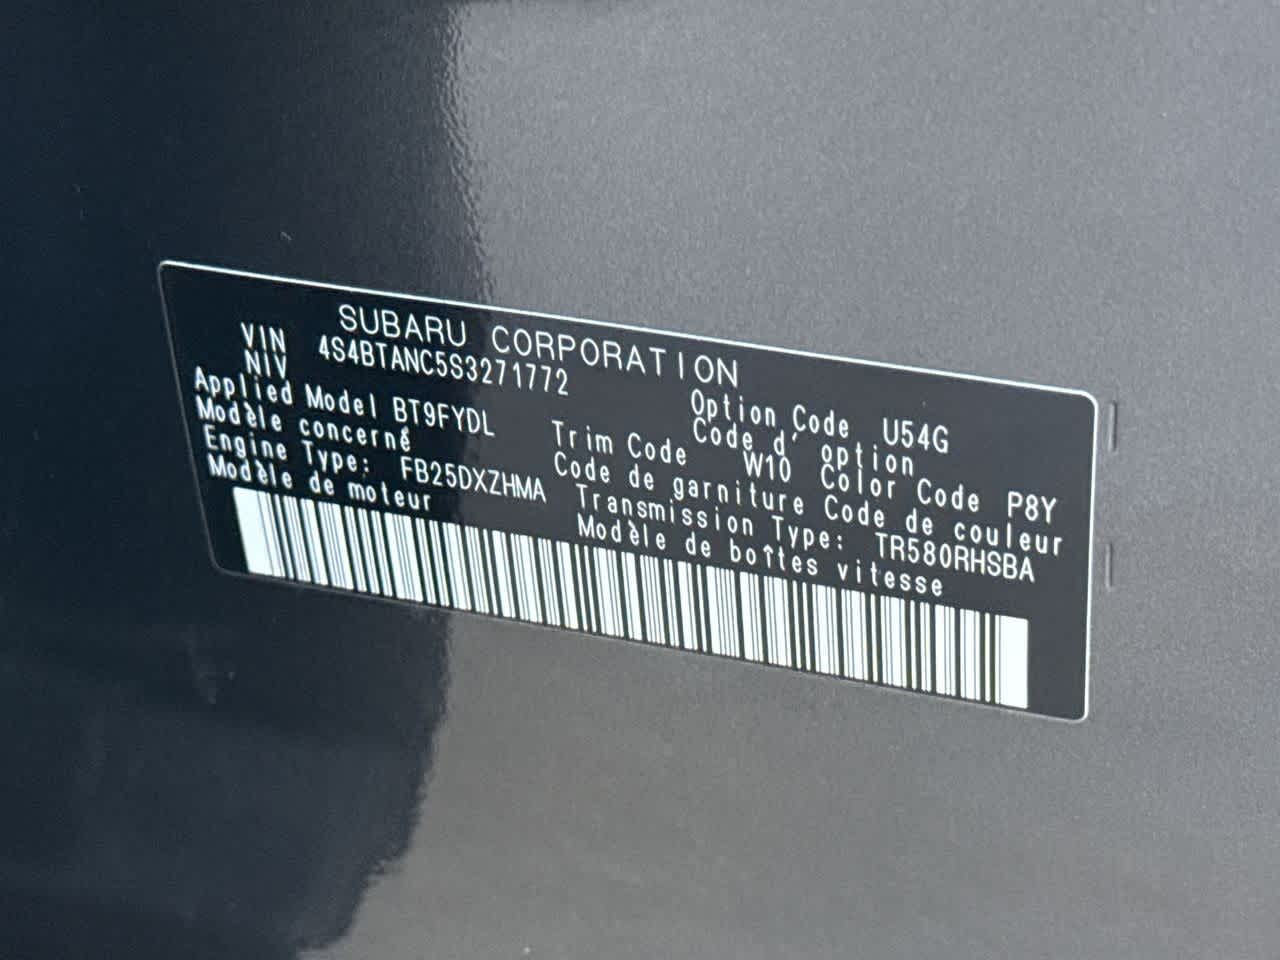 SUBARU CORPORATION
VIN 4S4BTANC5S3271772
NIV
Applied Model BT9FYDL
Modèle concerné
Option Code U54G
Code d'option
Trim Code W10 Color Code P8Y
Code de garniture Code de couleur
Engine Type: FB25DXZHMA
Modèle de moteur
Transmission Type: TR580RHSBA
Modèle de boîtes vitesse